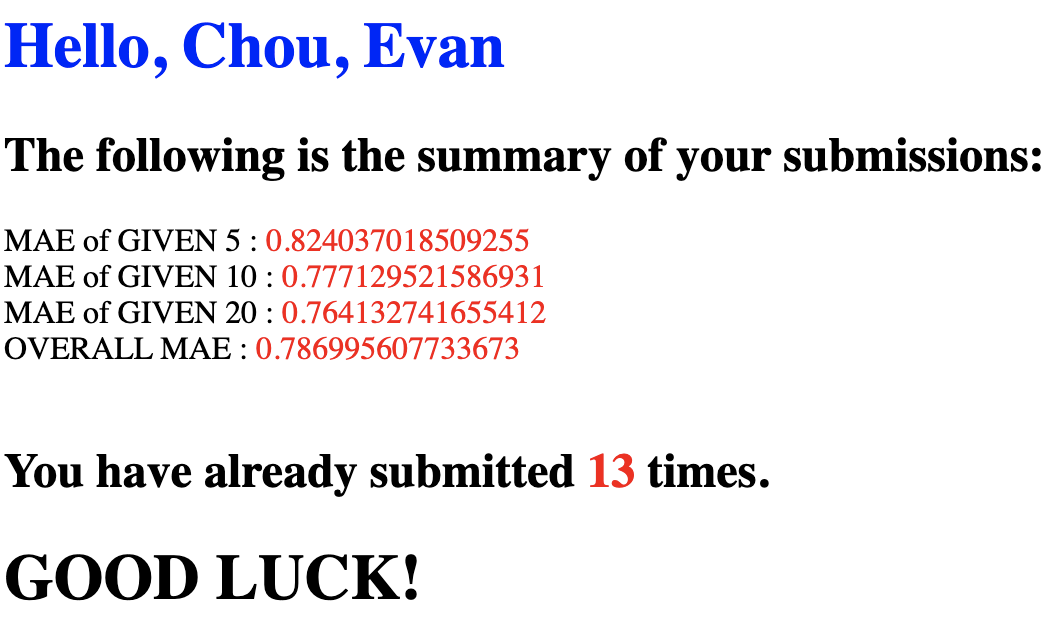 Hello, Chou, Evan
The following is the summary of your submissions:
MAE of GIVEN 5 : 0.824037018509255
MAE of GIVEN 10 : 0.777129521586931
MAE of GIVEN 20 : 0.764132741655412
OVERALL MAE : 0.786995607733673
You have already submitted 13 times.
GOOD LUCK!